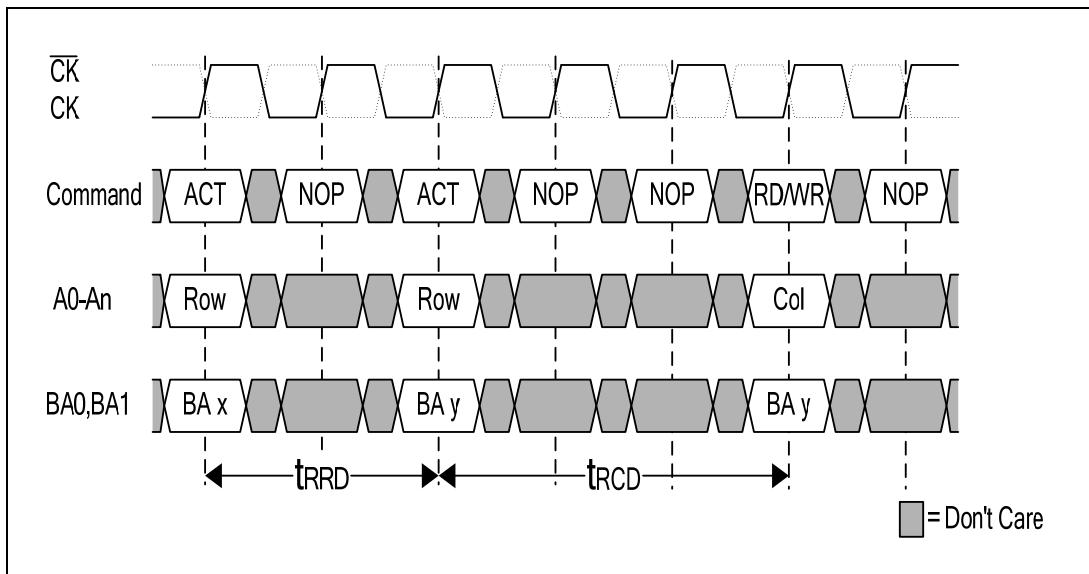 C̅K̅
CK
Command ACT NOP ACT NOP NOP RD/WR NOP
A0-An Row Row Col
BA0,BA1 BA x BA y BA y
tRRD tRCD
= Don't Care